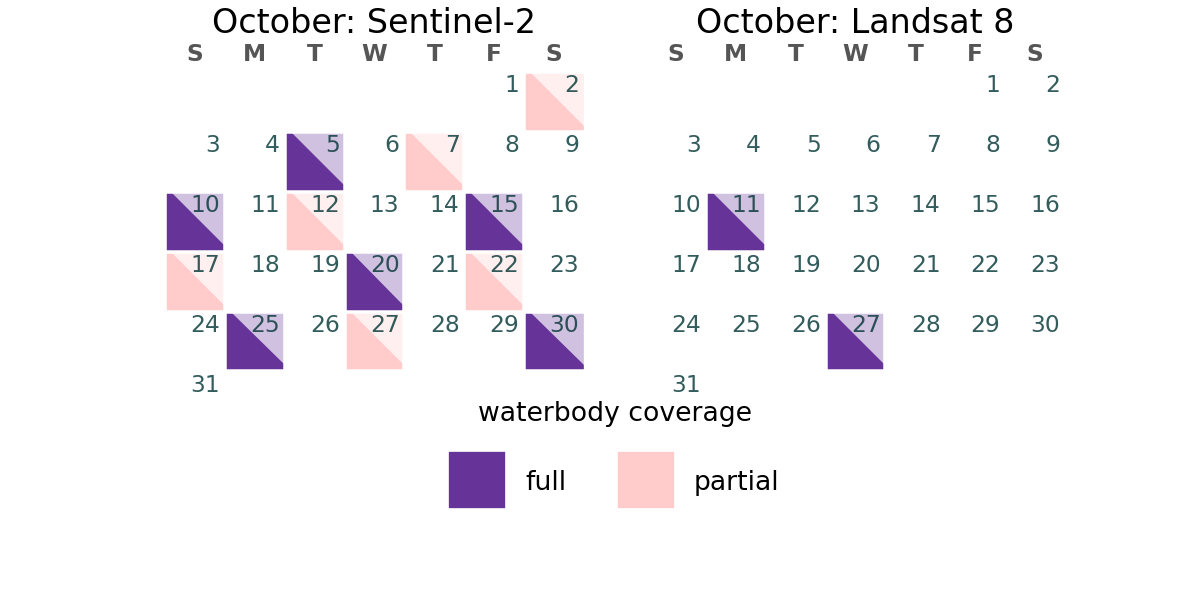 October: Sentinel-2
S M T W T F S
1 2
3 4 5 6 7 8 9
10 11 12 13 14 15 16
17 18 19 20 21 22 23
24 25 26 27 28 29 30
31
October: Landsat 8
S M T W T F S
1 2
3 4 5 6 7 8 9
10 11 12 13 14 15 16
17 18 19 20 21 22 23
24 25 26 27 28 29 30
31
waterbody coverage
full partial